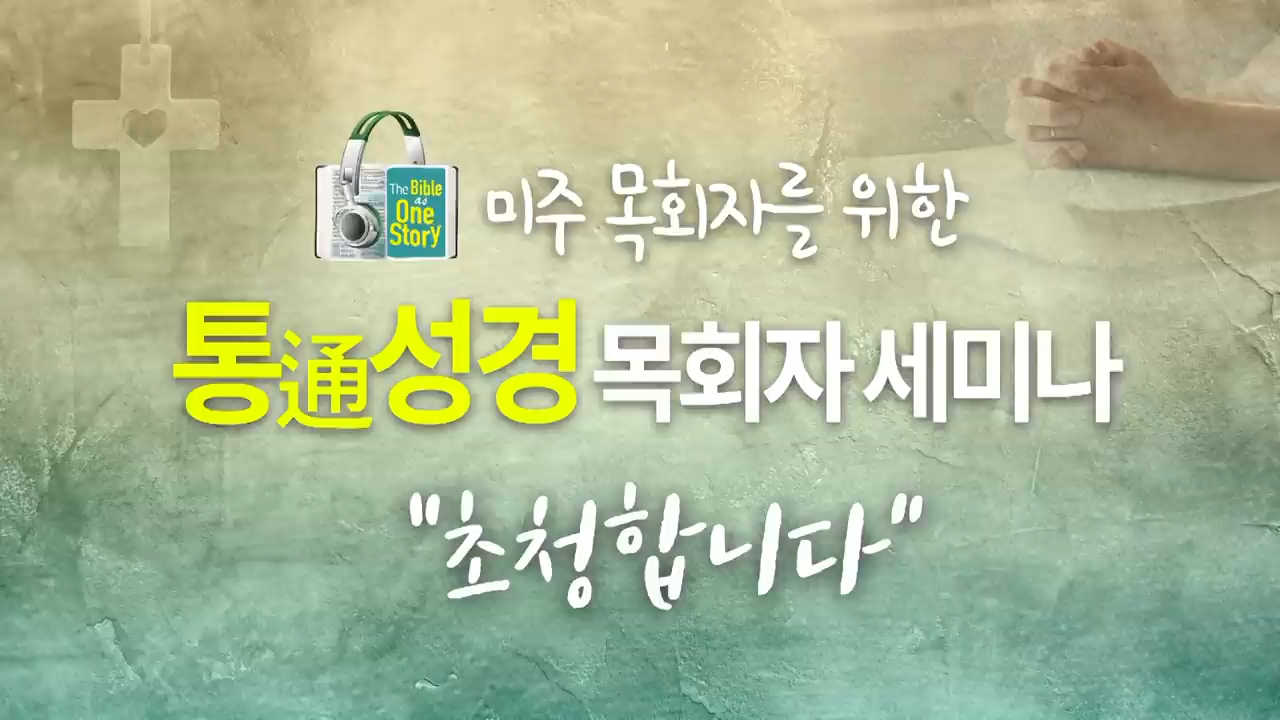 The Bible
as
One
Story
미주 목회자를 위한
통通성경 목회자 세미나
"초청합니다"